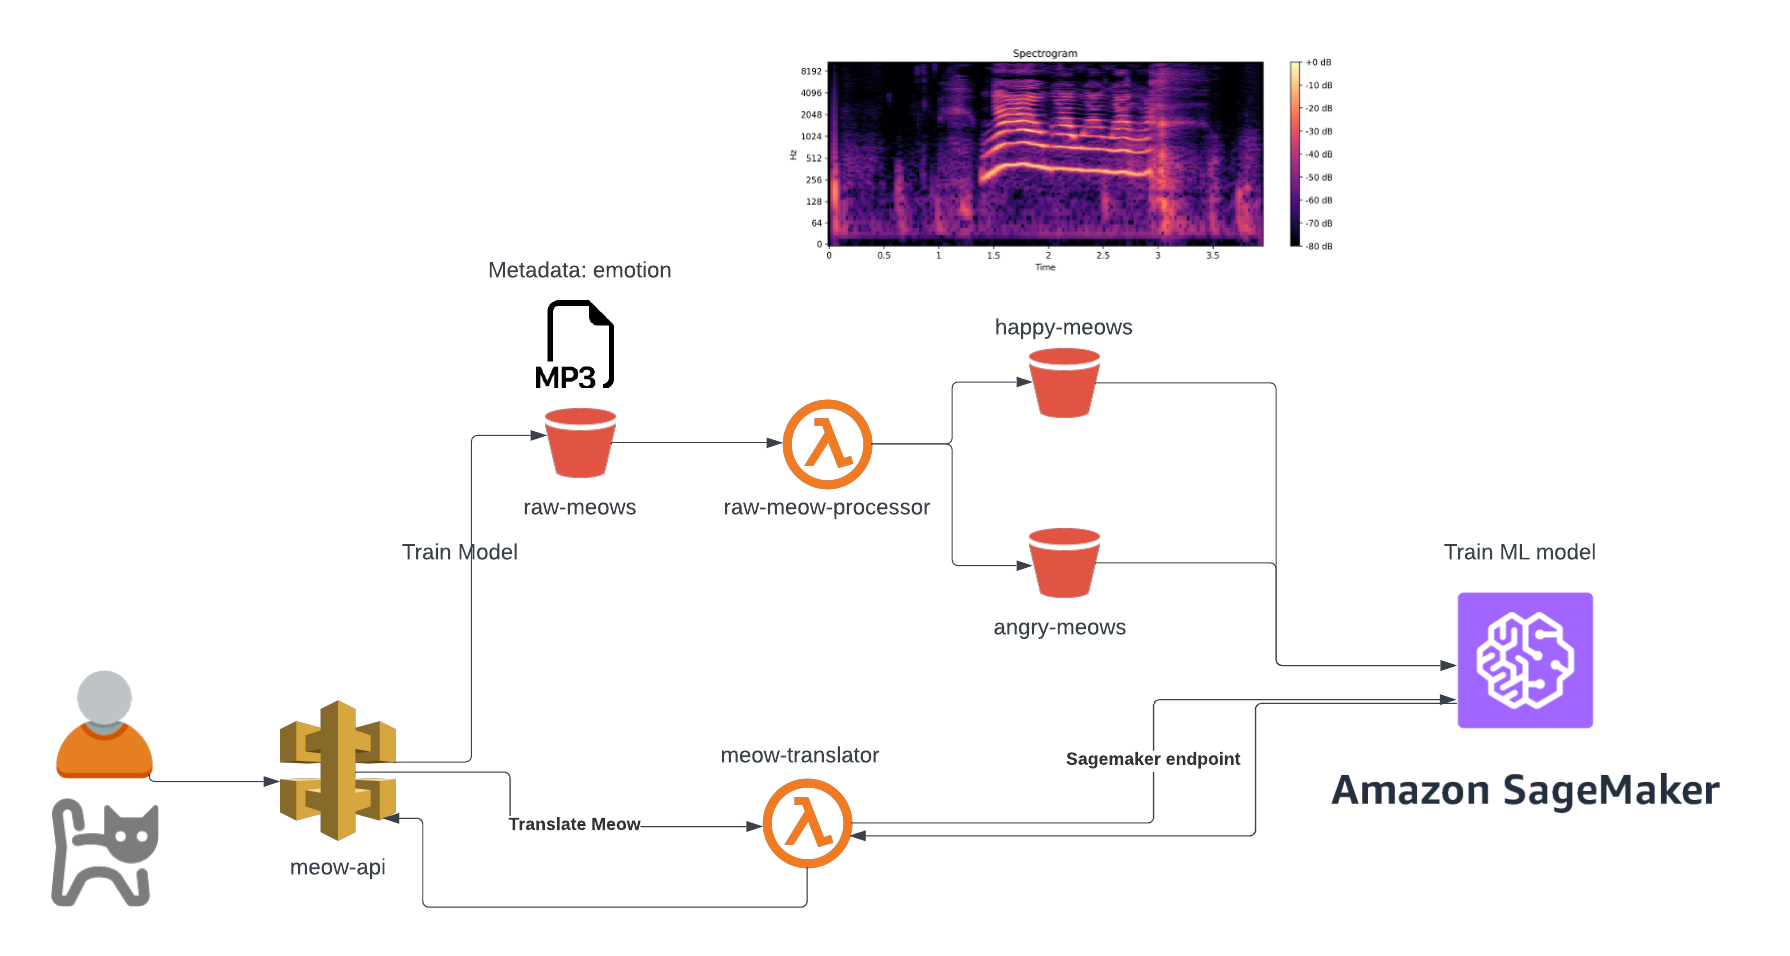 Spectrogram
8192
4096
2048
1024
512
256
128
64
0
Hz
0
0.5
1
1.5
2
2.5
3
3.5
Time
+0 dB
-10 dB
-20 dB
-30 dB
-40 dB
-50 dB
-60 dB
-70 dB
-80 dB
Metadata: emotion
MP3
raw-meows
raw-meow-processor
happy-meows
angry-meows
Train Model
Train ML model
Amazon SageMaker
meow-translator
Sagemaker endpoint
Translate Meow
meow-api